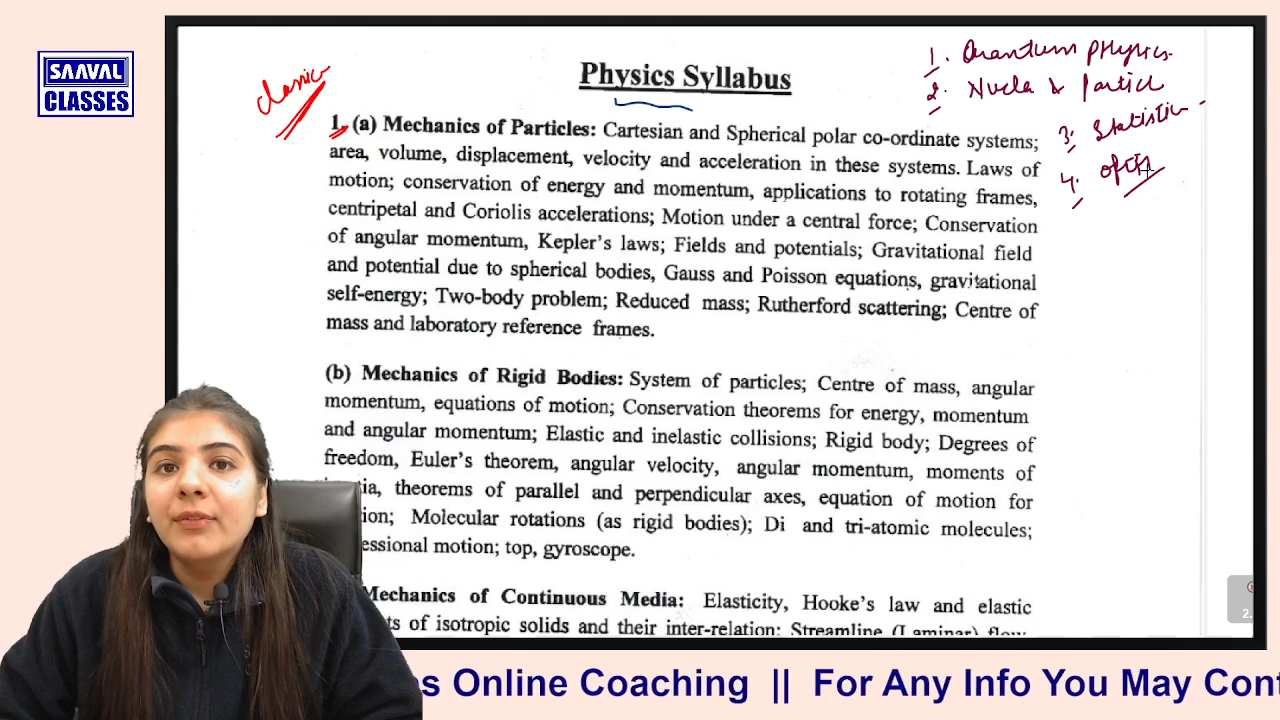 SAAVAL
CLASSES
Physics Syllabus
1. Quantum Physics
2. Nucla & Particl
3. Statistic
4.
1. (a) Mechanics of Particles: Cartesian and Spherical polar co-ordinate systems;
area, volume, displacement, velocity and acceleration in these systems. Laws of
motion; conservation of energy and momentum, applications to rotating frames,
centripetal and Coriolis accelerations; Motion under a central force; Conservation
of angular momentum, Kepler's laws; Fields and potentials; Gravitational field
and potential due to spherical bodies, Gauss and Poisson equations, gravitational
self-energy; Two-body problem; Reduced mass; Rutherford scattering; Centre of
mass and laboratory reference frames.
(b) Mechanics of Rigid Bodies: System of particles; Centre of mass, angular
momentum, equations of motion; Conservation theorems for energy, momentum
and angular momentum; Elastic and inelastic collisions; Rigid body; Degrees of
freedom, Euler's theorem, angular velocity, angular momentum, moments of
theorems of parallel and perpendicular axes, equation of motion for
Molecular rotations (as rigid bodies); Di and tri-atomic molecules;
motion; top, gyroscope.
Mechanics of Continuous Media: Elasticity, Hooke's law and elastic
of isotropic solids and their inter-relation; Streamline (Laminar) flow,
Online Coaching || For Any Info You May